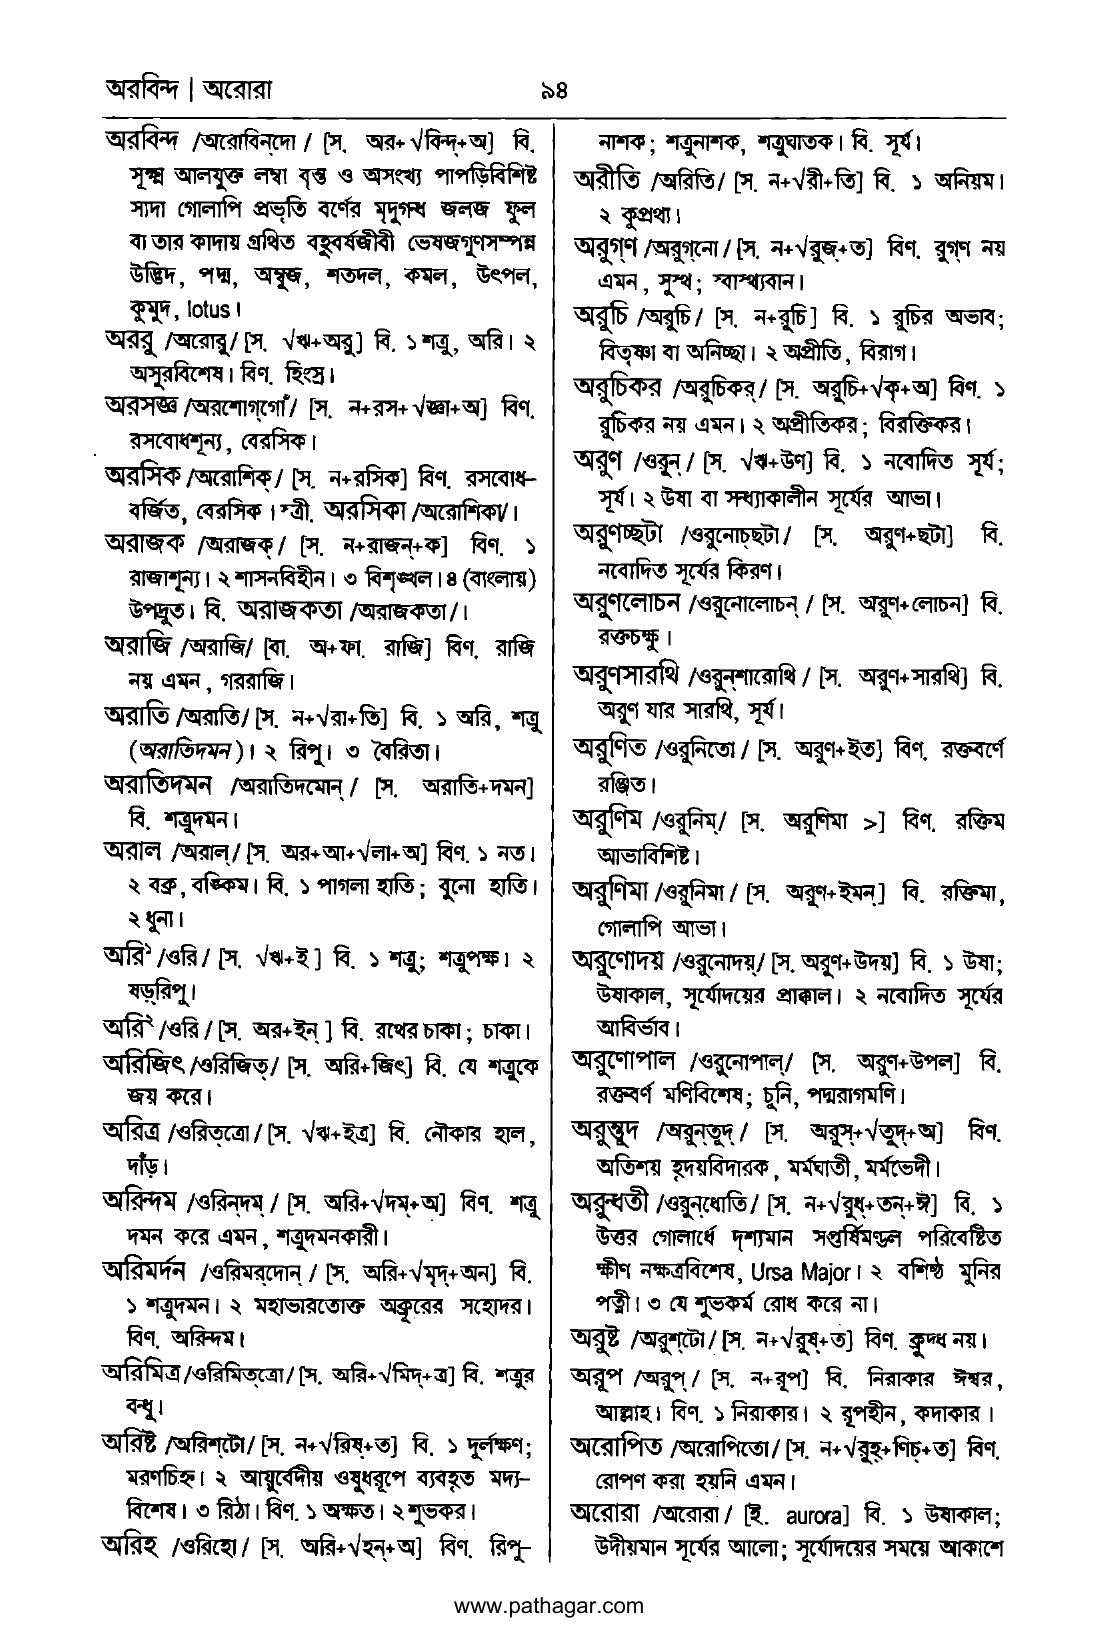 অরবিন্দ | অরোরা
৯৪
অরবিন্দ /অরোবিন্‌দো / [স. অর+√বিন্দ্‌+অ] বি.
সূক্ষ্ম আলযুক্ত লম্বা বৃন্ত ও অসংখ্য পাপড়িবিশিষ্ট
সাদা গোলাপি প্রভৃতি বর্ণের মৃদুগন্ধ জলজ ফুল
বা তার কাদায় গ্রথিত বহুবর্ষজীবী ভেষজগুণসম্পন্ন
উদ্ভিদ, পদ্ম, অম্বুজ, শতদল, কমল, উৎপল,
কুমুদ, lotus।
অররু /অরোরু/ [স. √ঋ+অরু] বি. ১ শত্রু, অরি। ২
অসুরবিশেষ। বিণ. হিংস্র।
অরসজ্ঞ /অরশোগ্‌গোঁ/ [স. ন+রস+√জ্ঞা+অ] বিণ.
রসবোধশূন্য, বেরসিক।
অরসিক /অরোশিক্‌/ [স. ন+রসিক] বিণ. রসবোধ-
বর্জিত, বেরসিক। স্ত্রী. অরসিকা /অরোশিকা/।
অরাজক /অরাজক্‌/ [স. ন+রাজন্‌+ক] বিণ. ১
রাজাশূন্য। ২ শাসনবিহীন। ৩ বিশৃঙ্খল। ৪ (বাংলায়)
উপদ্রুত। বি. অরাজকতা /অরাজকতা/।
অরাজি /অরাজি/ [বা. অ+ফা. রাজি] বিণ. রাজি
নয় এমন, গররাজি।
অরাতি /অরাতি/ [স. ন+√রা+তি] বি. ১ অরি, শত্রু
(অরাতিদমন)। ২ রিপু। ৩ বৈরিতা।
অরাতিদমন /অরাতিদমোন্‌ / [স. অরাতি+দমন]
বি. শত্রুদমন।
অরাল /অরাল্‌/ [স. অর+আ+√লা+অ] বিণ. ১ নত।
২ বক্র, বঙ্কিম। বি. ১ পাগলা হাতি; বুনো হাতি।
২ ধুনা।
অরি১ /ওরি/ [স. √ঋ+ই ] বি. ১ শত্রু; শত্রুপক্ষ। ২
ষড়্‌রিপু।
অরি২ /ওরি / [স. অর+ইন্‌ ] বি. রথের চাকা; চাকা।
অরিজিৎ /ওরিজিত্‌/ [স. অরি+জিৎ] বি. যে শত্রুকে
জয় করে।
অরিত্র /ওরিত্‌ত্রো / [স. √ঋ+ইত্র] বি. নৌকার হাল,
দাঁড়।
অরিন্দম /ওরিন্‌দম্‌ / [স. অরি+√দম্‌+অ] বিণ. শত্রু
দমন করে এমন, শত্রুদমনকারী।
অরিমর্দন /ওরিমর্‌দোন্‌ / [স. অরি+√মৃদ্‌+অন] বি.
১ শত্রুদমন। ২ মহাভারতোক্ত অক্রূরের সহোদর।
বিণ. অরিন্দম।
অরিমিত্র /ওরিমিত্‌ত্রো/ [স. অরি+√মিদ্‌+ত্র] বি. শত্রুর
বন্ধু।
অরিষ্ট /অরিশ্‌টো/ [স. ন+√রিষ্‌+ত] বি. ১ দুর্লক্ষণ;
মরণচিহ্ন। ২ আয়ুর্বেদীয় ওষুধরূপে ব্যবহৃত মদ্য-
বিশেষ। ৩ রিঠা। বিণ. ১ অক্ষত। ২ শুভকর।
অরিহ /ওরিহো/ [স. অরি+√হন্‌+অ] বিণ. রিপু-
নাশক; শত্রুনাশক, শত্রুঘাতক। বি. সূর্য।
অরীতি /অরিতি/ [স. ন+√রী+তি] বি. ১ অনিয়ম।
২ কুপ্রথা।
অরুগ্‌ণ /অরুগ্‌নো / [স. ন+√রুজ্‌+ত] বিণ. রুগ্‌ণ নয়
এমন, সুস্থ; স্বাস্থ্যবান।
অরুচি /অরুচি/ [স. ন+রুচি] বি. ১ রুচির অভাব;
বিতৃষ্ণা বা অনিচ্ছা। ২ অপ্রীতি, বিরাগ।
অরুচিকর /অরুচিকর্‌/ [স. অরুচি+√কৃ+অ] বিণ. ১
রুচিকর নয় এমন। ২ অপ্রীতিকর; বিরক্তিকর।
অরুণ /ওরুন্‌ / [স. √ঋ+উণ] বি. ১ নবোদিত সূর্য;
সূর্য। ২ উষা বা সন্ধ্যাকালীন সূর্যের আভা।
অরুণচ্ছটা /ওরুনোচ্‌ছটা/ [স. অরুণ+ছটা] বি.
নবোদিত সূর্যের কিরণ।
অরুণলোচন /ওরুনোলোচন্‌ / [স. অরুণ+লোচন] বি.
রক্তচক্ষু।
অরুণসারথি /ওরুন্‌শারোথি / [স. অরুণ+সারথি] বি.
অরুণ যার সারথি, সূর্য।
অরুণিত /ওরুনিতো / [স. অরুণ+ইত] বিণ. রক্তবর্ণে
রঞ্জিত।
অরুণিম /ওরুনিম্‌/ [স. অরুণিমা >] বিণ. রক্তিম
আভাবিশিষ্ট।
অরুণিমা /ওরুনিমা / [স. অরুণ+ইমন্‌] বি. রক্তিমা,
গোলাপি আভা।
অরুণোদয় /ওরুনোদয়্‌/ [স. অরুণ+উদয়] বি. ১ উষা;
উষাকাল, সূর্যোদয়ের প্রাক্কাল। ২ নবোদিত সূর্যের
আবির্ভাব।
অরুণোপাল /ওরুনোপাল্‌/ [স. অরুণ+উপল] বি.
রক্তবর্ণ মণিবিশেষ; চুনি, পদ্মরাগমণি।
অরুন্তুদ /অরুন্‌তুদ্‌ / [স. অরুস্‌+√তুদ্‌+অ] বিণ.
অতিশয় হৃদয়বিদারক, মর্মঘাতী, মর্মভেদী।
অরুন্ধতী /ওরুন্‌ধোতি/ [স. ন+√রুধ্‌+তন্‌+ঈ] বি. ১
উত্তর গোলার্ধে দৃশ্যমান সপ্তর্ষিমণ্ডল পরিবেষ্টিত
ক্ষীণ নক্ষত্রবিশেষ, Ursa Major। ২ বশিষ্ঠ মুনির
পত্নী। ৩ যে শুভকর্ম রোধ করে না।
অরুষ্ট /অরুশ্‌টো/ [স. ন+√রুষ্‌+ত] বিণ. ক্রুদ্ধ নয়।
অরূপ /অরুপ্‌ / [স. ন+রূপ] বি. নিরাকার ঈশ্বর,
আল্লাহ। বিণ. ১ নিরাকার। ২ রূপহীন, কদাকার।
অরোপিত /অরোপিতো / [স. ন+√রুহ্‌+ণিচ্‌+ত] বিণ.
রোপণ করা হয়নি এমন।
অরোরা /অরোরা / [ই. aurora] বি. ১ উষাকাল;
উদীয়মান সূর্যের আলো; সূর্যোদয়ের সময়ে আকাশে
www.pathagar.com